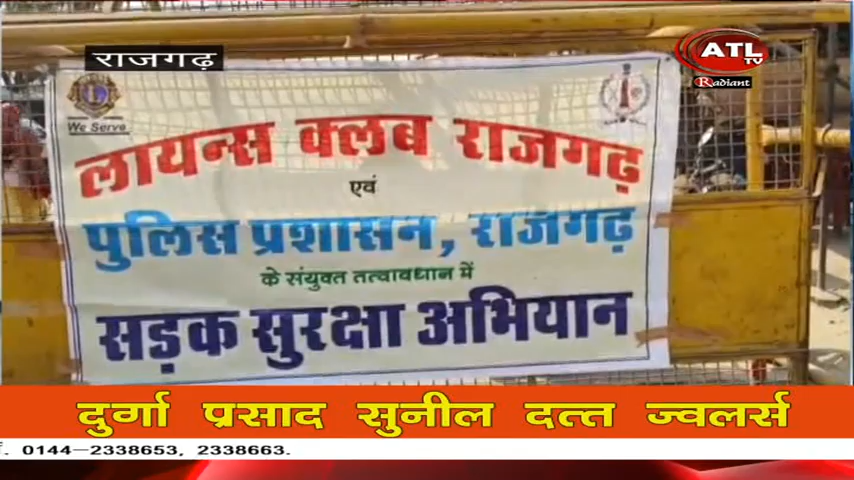 राजगढ़
ATL TV
Radiant
We Serve
लायन्स क्लब राजगढ़
एवं
पुलिस प्रशासन, राजगढ़
के संयुक्त तत्वावधान में
सड़क सुरक्षा अभियान
दुर्गा प्रसाद सुनील दत्त ज्वलर्स
0144-2338653, 2338663.